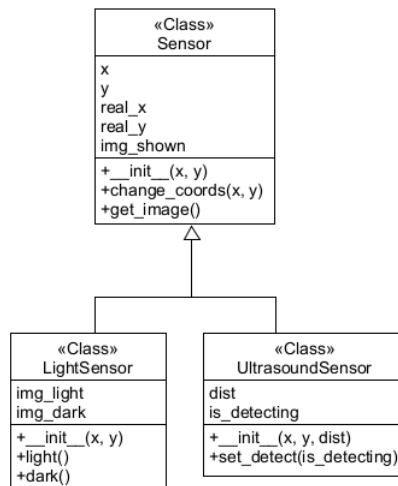 «Class»
Sensor
x
y
real_x
real_y
img_shown
+__init__(x, y)
+change_coords(x, y)
+get_image()
«Class»
LightSensor
img_light
img_dark
+__init__(x, y)
+light()
+dark()
«Class»
UltrasoundSensor
dist
is_detecting
+__init__(x, y, dist)
+set_detect(is_detecting)